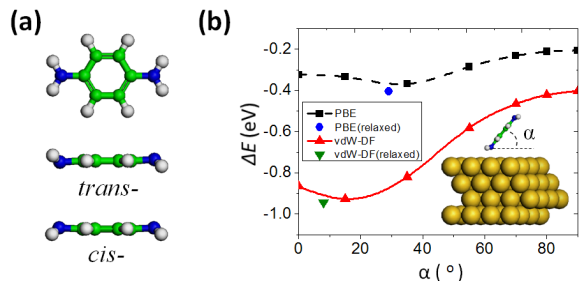 (a)
trans-
cis-
(b)
ΔE (eV)
-0.2
-0.4
-0.6
-0.8
-1.0
PBE
PBE(relaxed)
vdW-DF
vdW-DF(relaxed)
α
0 20 40 60 80
α ( º )